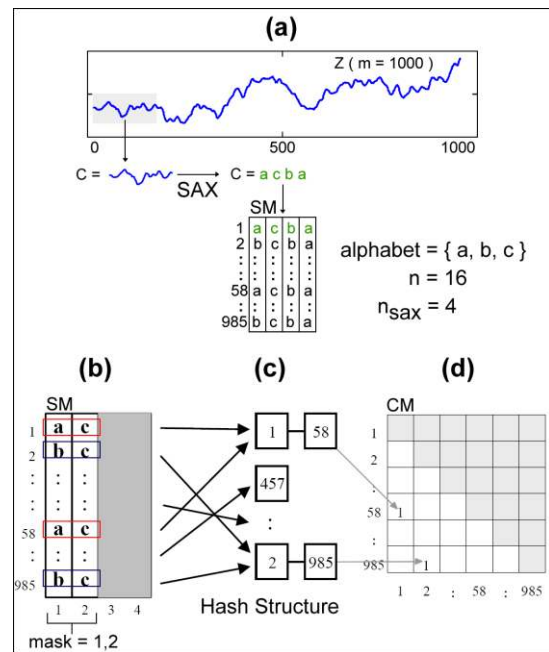 (a)
Z ( m = 1000 )
0 500 1000
C = SAX C = a c b a
SM
1 a c b a
2 b c b a
: : : : :
: : : : :
58 a c b a
: : : : :
985 b c b a
alphabet = { a, b, c }
n = 16
nsax = 4
(b) (c) (d)
SM
1 a c
2 b c
: : :
: : :
58 a c
: : :
985 b c
1 2 3 4
mask = 1,2
1 58
457
:
2 985
Hash Structure
CM
1
2
:
58 1
:
985 1
1 2 : 58 : 985